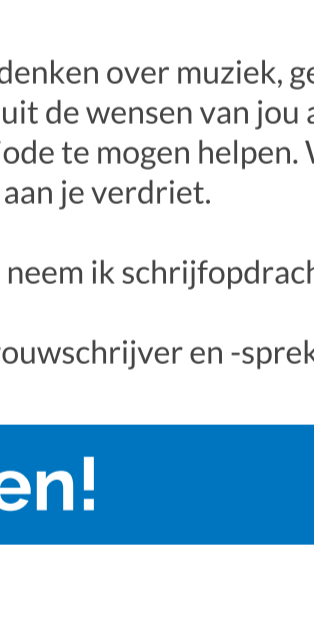 denken over muziek, ge
uit de wensen van jou a
ode te mogen helpen.
aan je verdriet.
neem ik schrijfopdrach
ouwschrijver en -sprek
en!